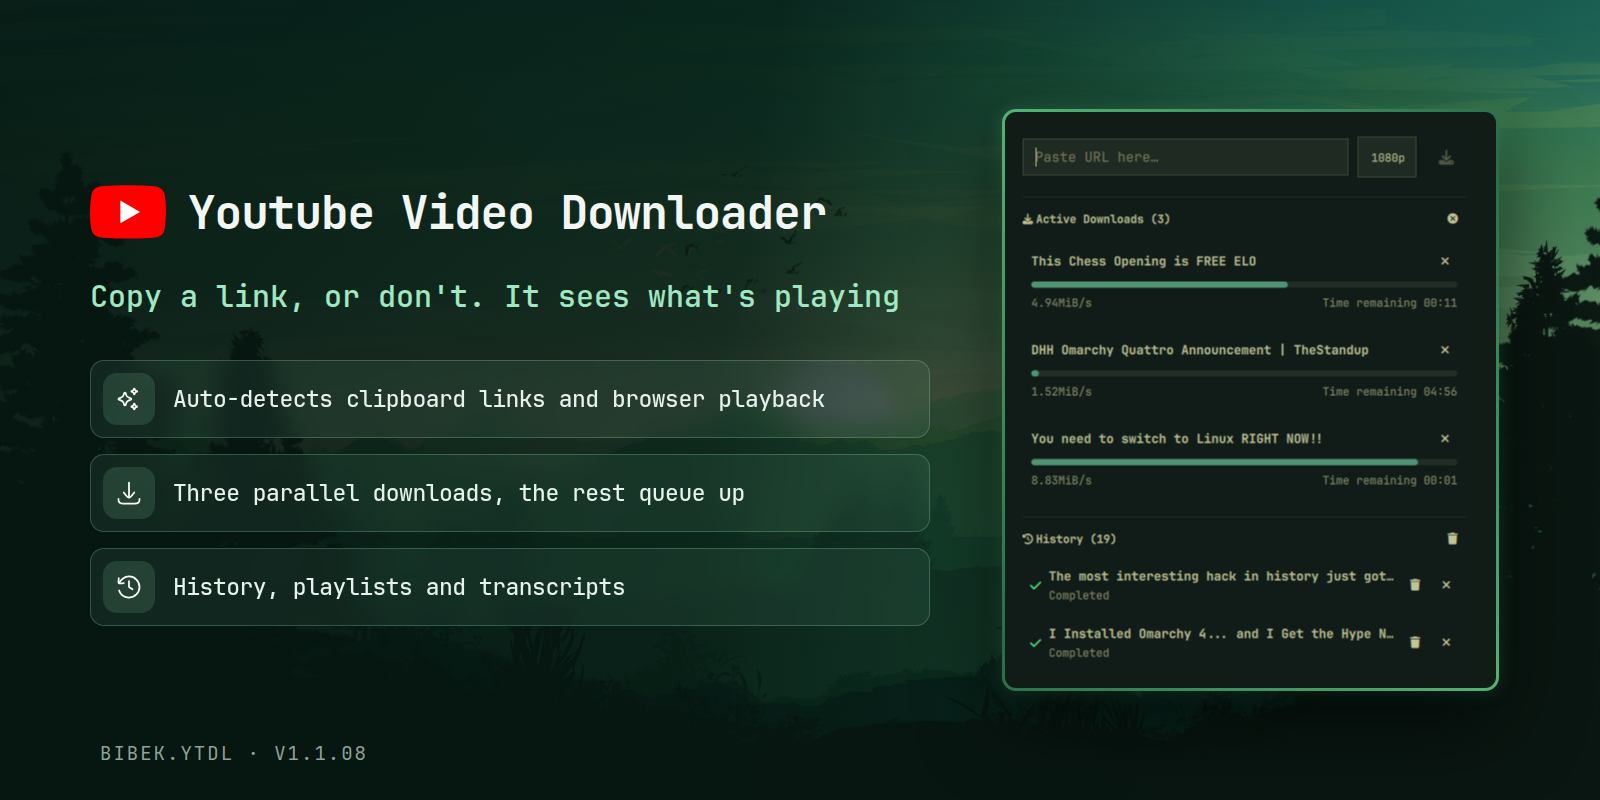 Youtube Video Downloader
Copy a link, or don't. It sees what's playing
Auto-detects clipboard links and browser playback
Three parallel downloads, the rest queue up
History, playlists and transcripts
BIBEK.YTDL · V1.1.08
Paste URL here…
1080p
Active Downloads (3)
This Chess Opening is FREE ELO
4.94MiB/s
Time remaining 00:11
DHH Omarchy Quattro Announcement | TheStandup
1.52MiB/s
Time remaining 04:56
You need to switch to Linux RIGHT NOW!!
8.83MiB/s
Time remaining 00:01
History (19)
The most interesting hack in history just got…
Completed
I Installed Omarchy 4... and I Get the Hype N…
Completed